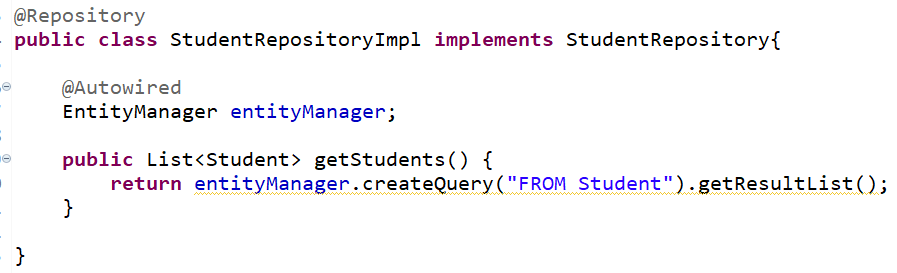 @Repository
public class StudentRepositoryImpl implements StudentRepository{
@Autowired
EntityManager entityManager;
public List<Student> getStudents() {
return entityManager.createQuery("FROM Student").getResultList();
}
}